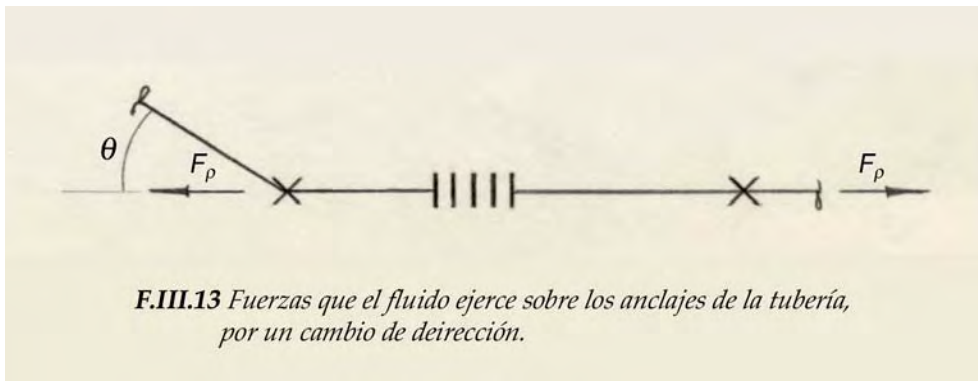 θ
Fρ
Fρ
F.III.13 Fuerzas que el fluido ejerce sobre los anclajes de la tubería,
por un cambio de deirección.